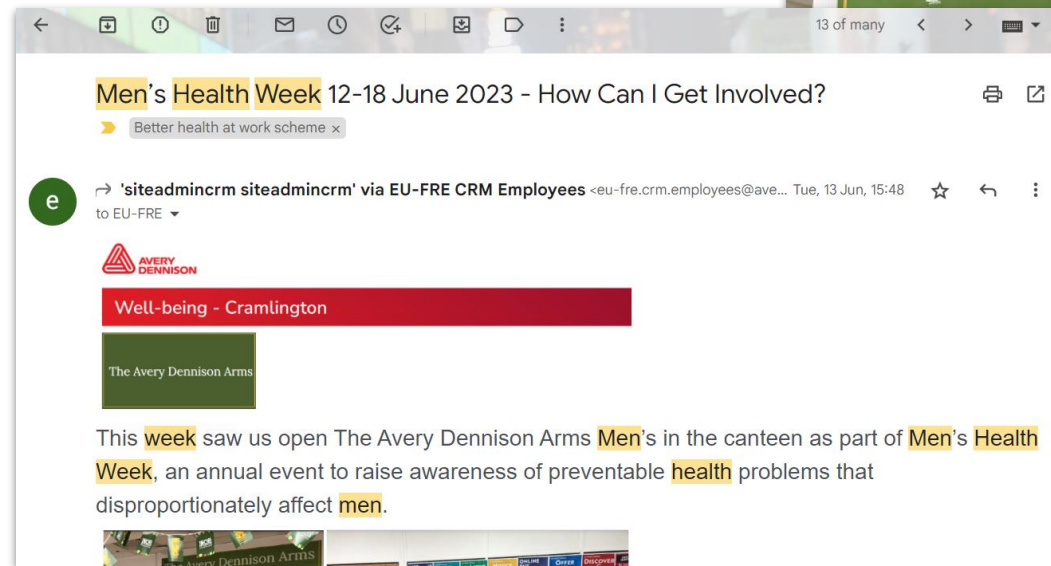 13 of many
Men's Health Week 12-18 June 2023 - How Can I Get Involved?
Better health at work scheme ×
e
'siteadmincrm siteadmincrm' via EU-FRE CRM Employees <eu-fre.crm.employees@ave... Tue, 13 Jun, 15:48
to EU-FRE
AVERY
DENNISON
Well-being - Cramlington
The Avery Dennison Arms
This week saw us open The Avery Dennison Arms Men's in the canteen as part of Men's Health
Week, an annual event to raise awareness of preventable health problems that
disproportionately affect men.
The Avery Dennison Arms
ONLINE
OFFER
DISCOVER